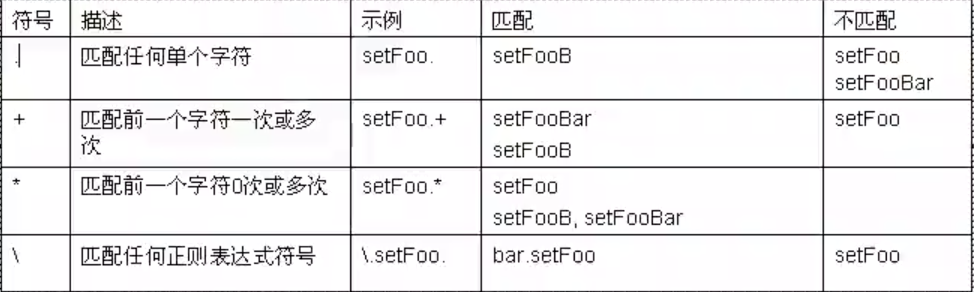 符号 描述 示例 匹配 不匹配
. 匹配任何单个字符 setFoo. setFooB setFoo
setFooBar
+ 匹配前一个字符一次或多次 setFoo.+ setFooBar setFoo
setFooB
* 匹配前一个字符0次或多次 setFoo.* setFoo
setFooB, setFooBar
\ 匹配任何正则表达式符号 \.setFoo. bar.setFoo setFoo